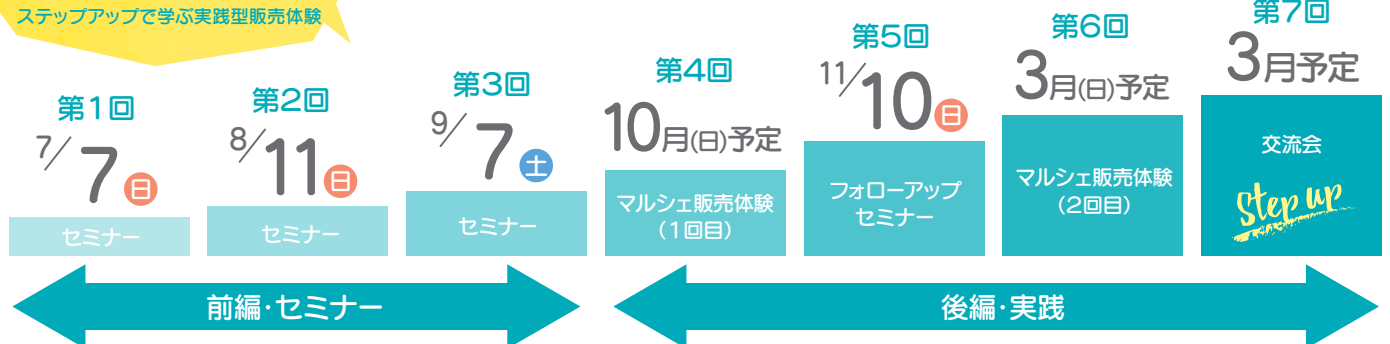 ステップアップで学ぶ実践型販売体験
第1回
7/7 日
セミナー
第2回
8/11 日
セミナー
第3回
9/7 土
セミナー
第4回
10月(日)予定
マルシェ販売体験
(1回目)
第5回
11/10 日
フォローアップ
セミナー
第6回
3月(日)予定
マルシェ販売体験
(2回目)
第7回
3月予定
交流会
Step up
前編・セミナー
後編・実践